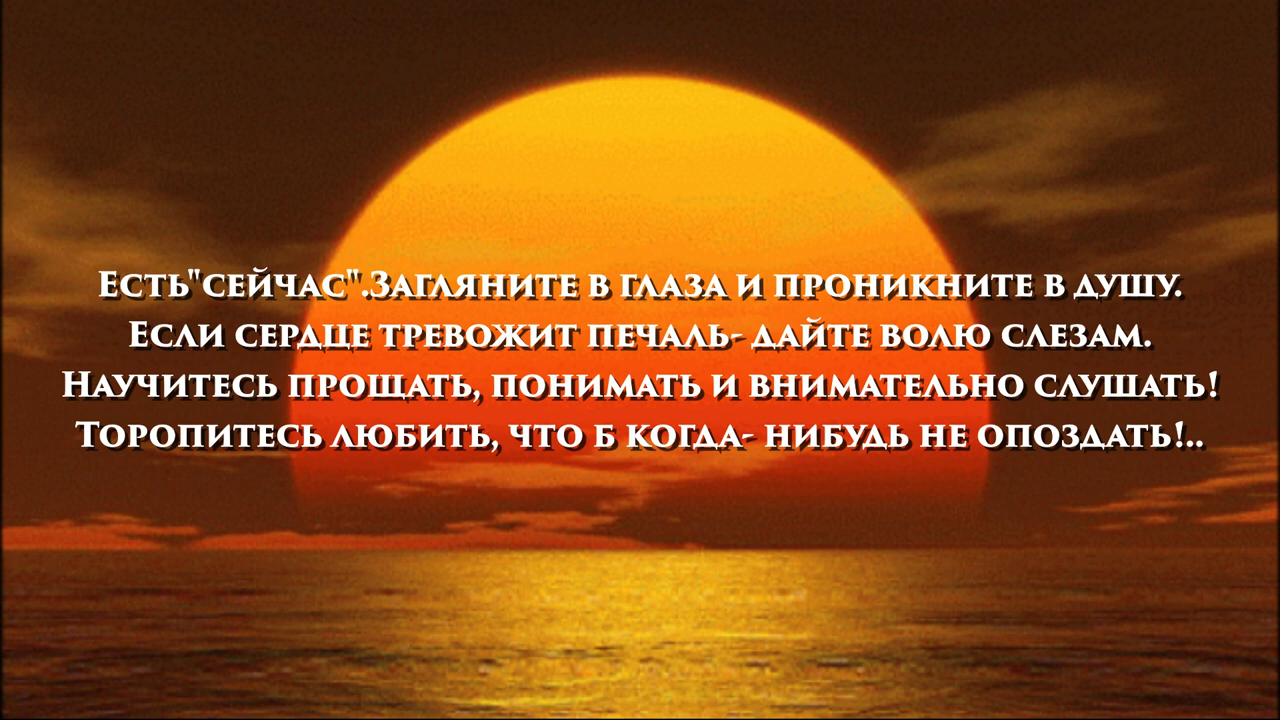 Есть"сейчас".Загляните в глаза и проникните в душу.
Если сердце тревожит печаль- дайте волю слезам.
Научитесь прощать, понимать и внимательно слушать!
Торопитесь любить, что б когда- нибудь не опоздать!..